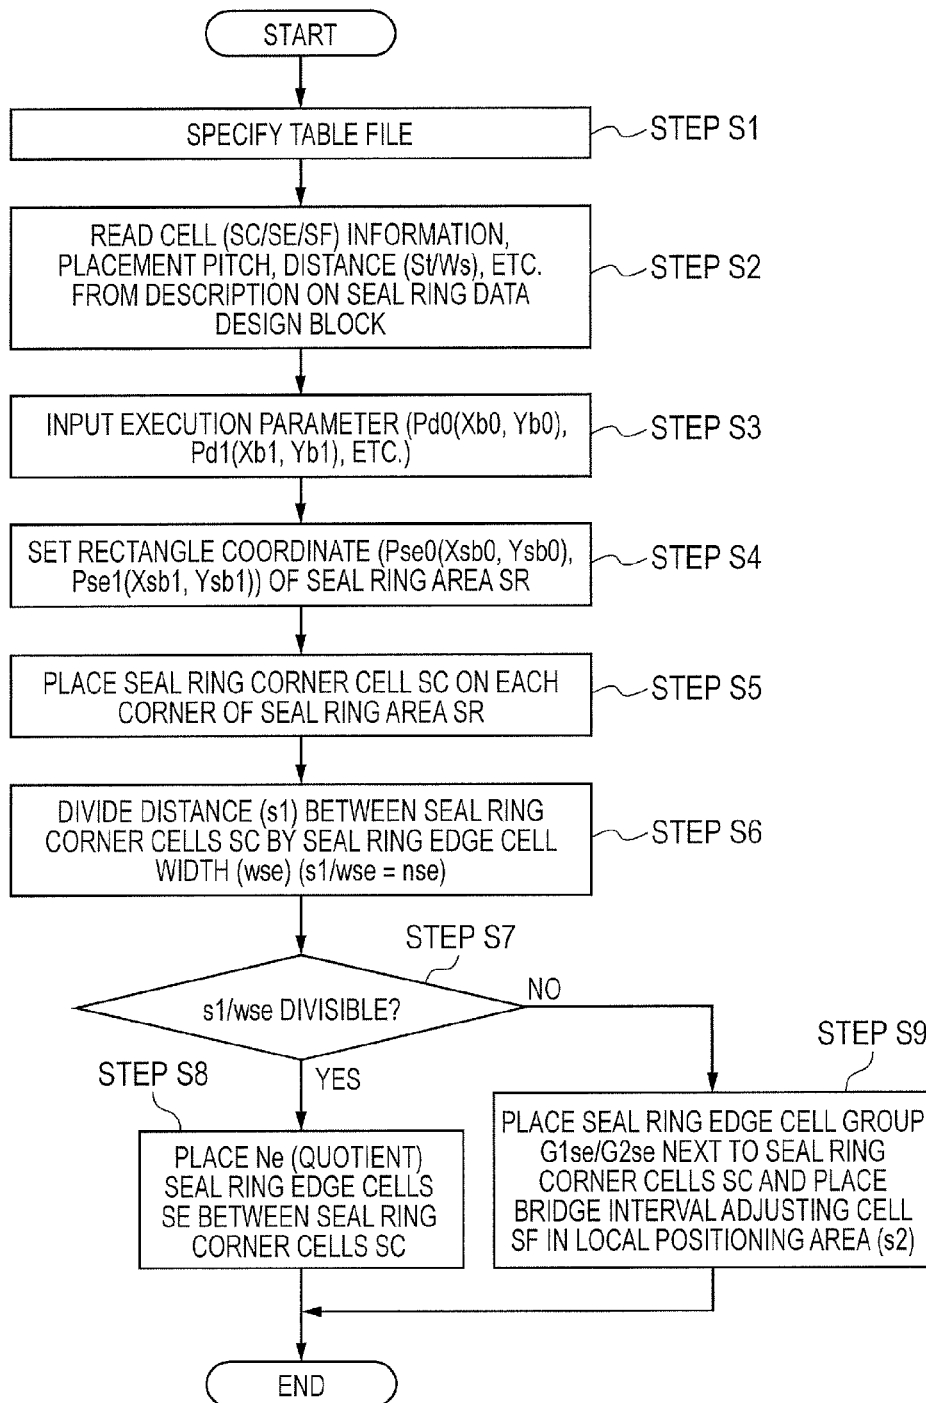 START
SPECIFY TABLE FILE
STEP S1
READ CELL (SC/SE/SF) INFORMATION,
PLACEMENT PITCH, DISTANCE (St/Ws), ETC.
FROM DESCRIPTION ON SEAL RING DATA
DESIGN BLOCK
STEP S2
INPUT EXECUTION PARAMETER (Pd0(Xb0, Yb0),
Pd1(Xb1, Yb1), ETC.)
STEP S3
SET RECTANGLE COORDINATE (Pse0(Xsb0, Ysb0),
Pse1(Xsb1, Ysb1)) OF SEAL RING AREA SR
STEP S4
PLACE SEAL RING CORNER CELL SC ON EACH
CORNER OF SEAL RING AREA SR
STEP S5
DIVIDE DISTANCE (s1) BETWEEN SEAL RING
CORNER CELLS SC BY SEAL RING EDGE CELL
WIDTH (wse) (s1/wse = nse)
STEP S6
STEP S7
s1/wse DIVISIBLE?
NO
YES
STEP S8
PLACE Ne (QUOTIENT)
SEAL RING EDGE CELLS
SE BETWEEN SEAL RING
CORNER CELLS SC
STEP S9
PLACE SEAL RING EDGE CELL GROUP
G1se/G2se NEXT TO SEAL RING
CORNER CELLS SC AND PLACE
BRIDGE INTERVAL ADJUSTING CELL
SF IN LOCAL POSITIONING AREA (s2)
END